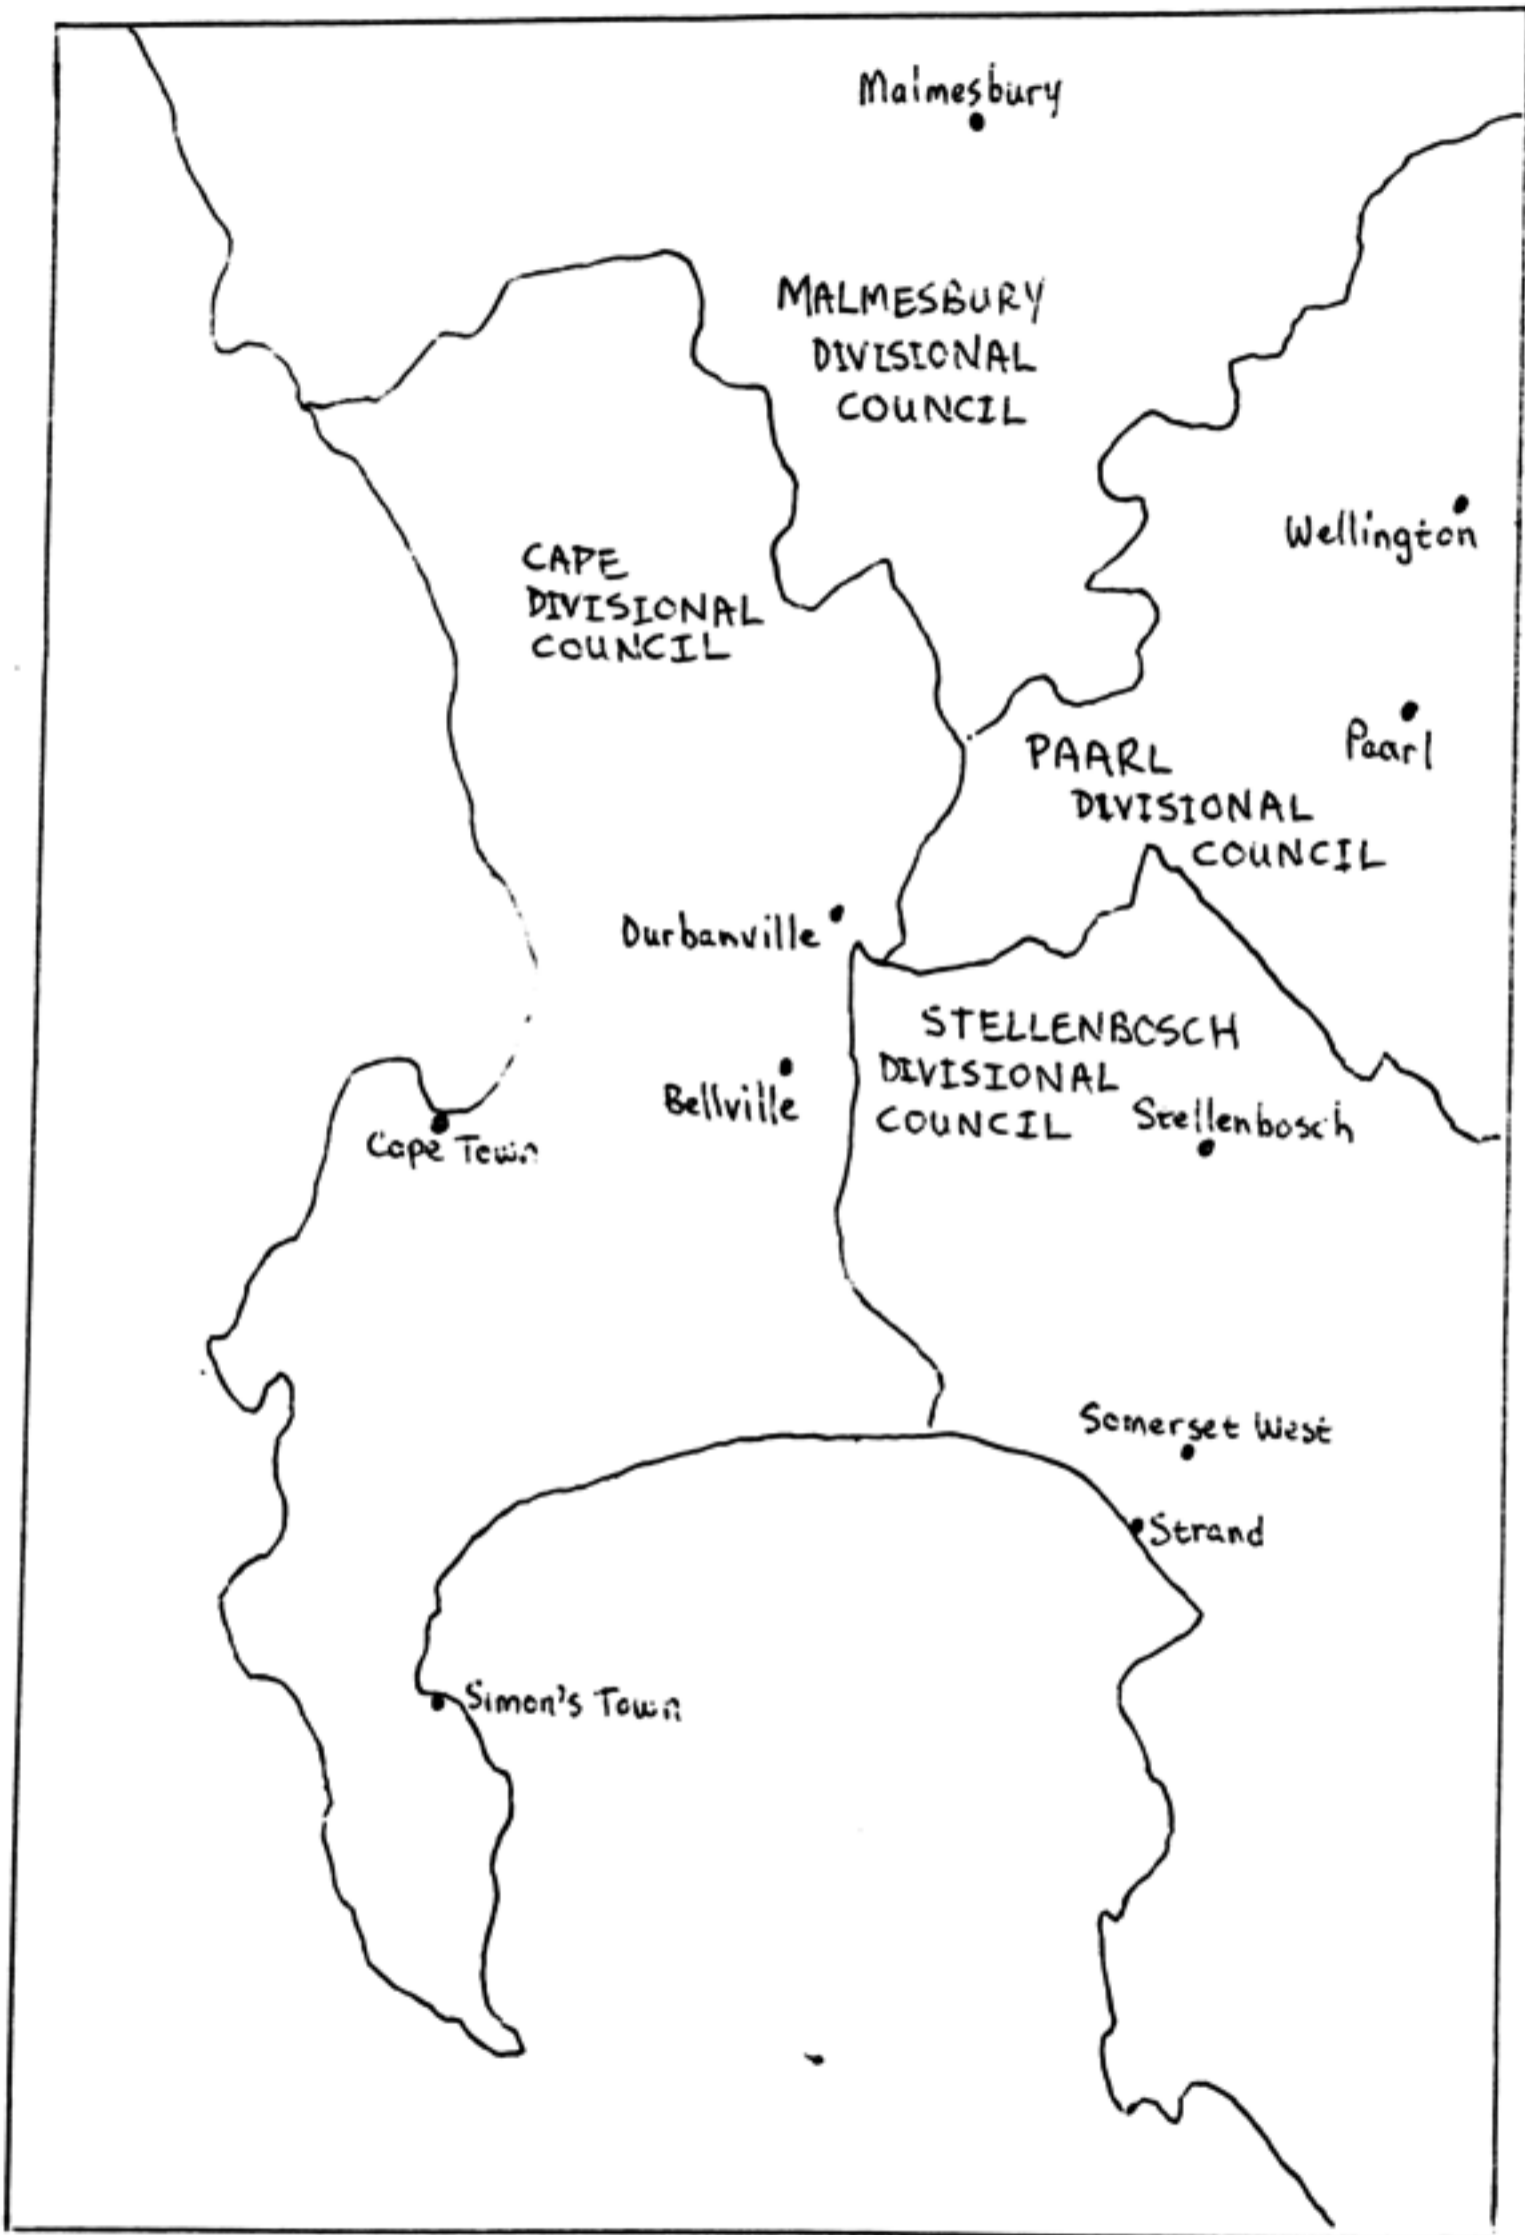 Malmesbury
MALMESBURY
DIVISIONAL
COUNCIL
Wellington
CAPE
DIVISIONAL
COUNCIL
Paarl
PAARL
DIVISIONAL
COUNCIL
Durbanville
STELLENBOSCH
DIVISIONAL
COUNCIL
Bellville
Stellenbosch
Cape Town
Somerset West
Strand
Simon's Town